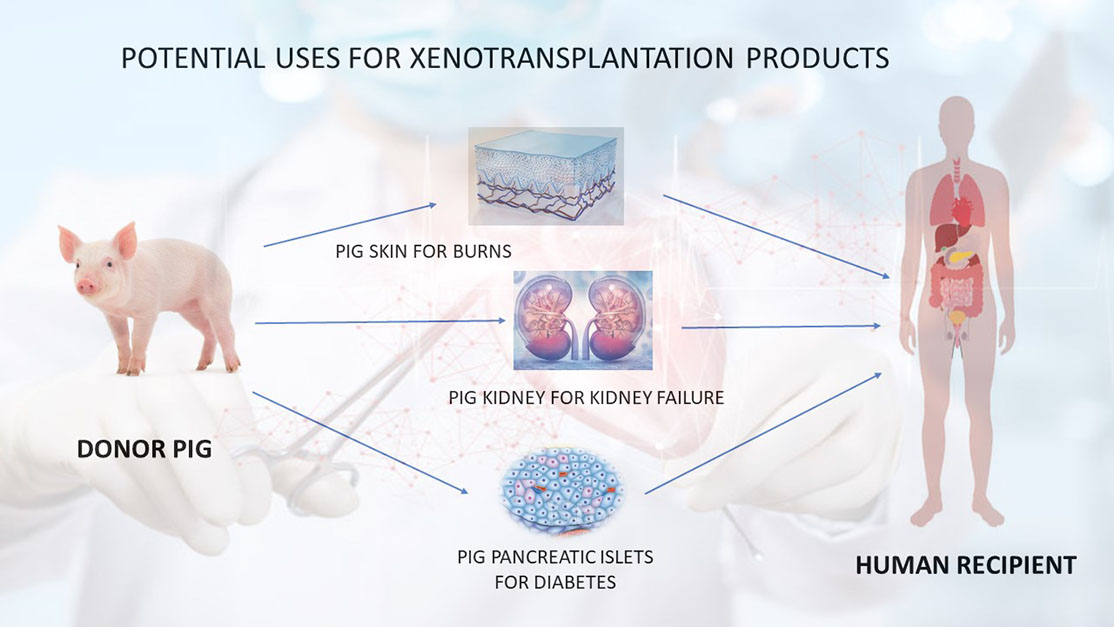 POTENTIAL USES FOR XENOTRANSPLANTATION PRODUCTS
PIG SKIN FOR BURNS
PIG KIDNEY FOR KIDNEY FAILURE
DONOR PIG
PIG PANCREATIC ISLETS
FOR DIABETES
HUMAN RECIPIENT